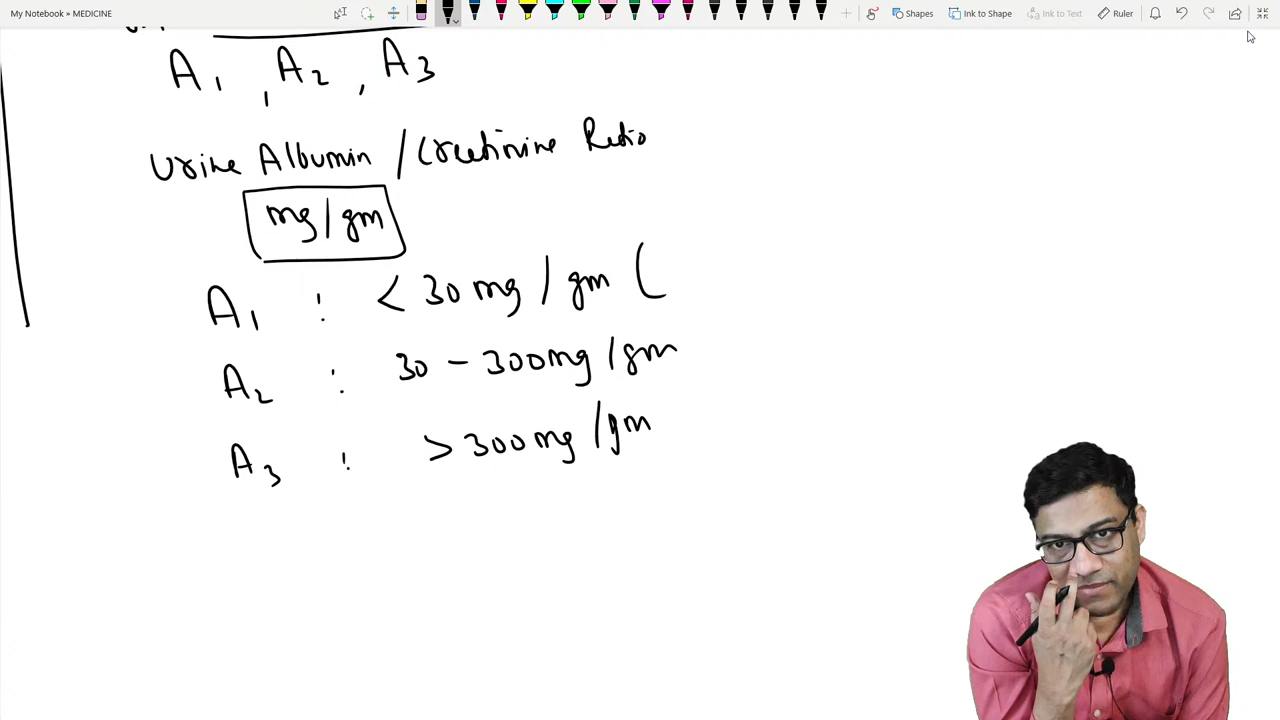 My Notebook » MEDICINE
Shapes
Ink to Shape
Ink to Text
Ruler
A1 , A2 , A3
Urine Albumin / Creatinine Ratio
mg/gm
A1 : < 30 mg / gm (
A2 : 30 - 300mg / gm
A3 : > 300mg / gm